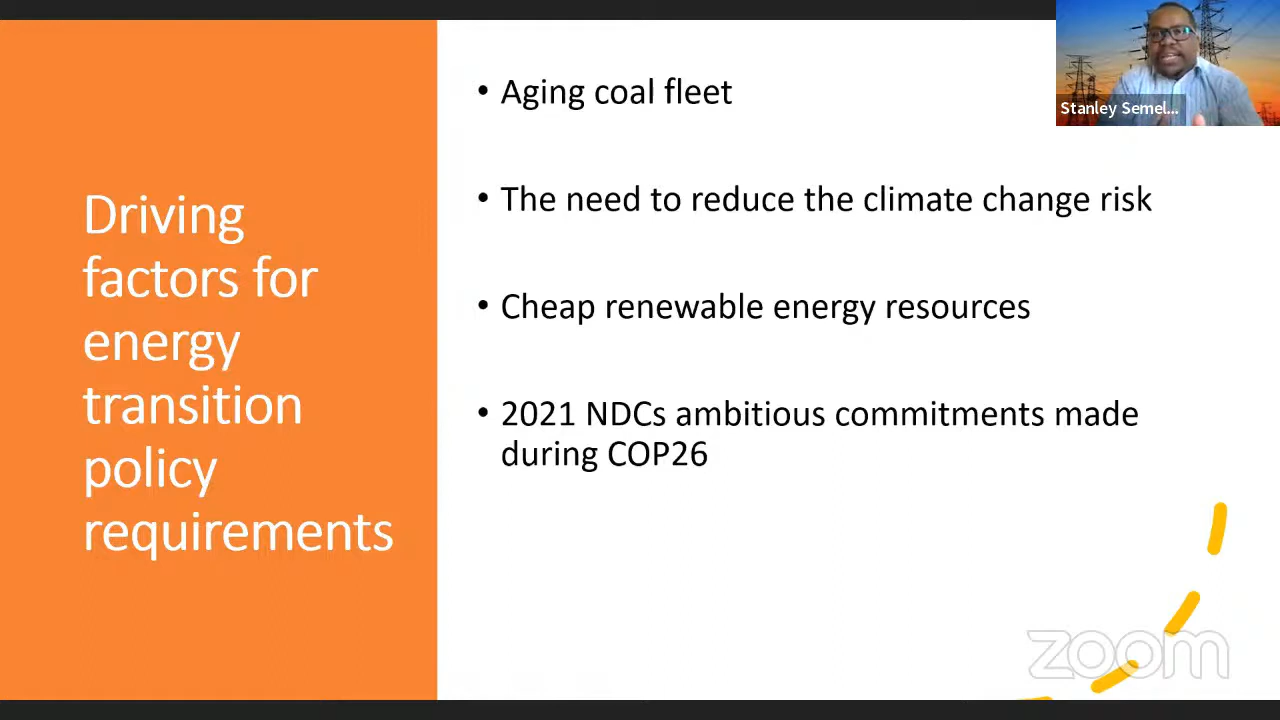 Driving
factors for
energy
transition
policy
requirements
• Aging coal fleet
• The need to reduce the climate change risk
• Cheap renewable energy resources
• 2021 NDCs ambitious commitments made
during COP26
Stanley Semel...
zoom